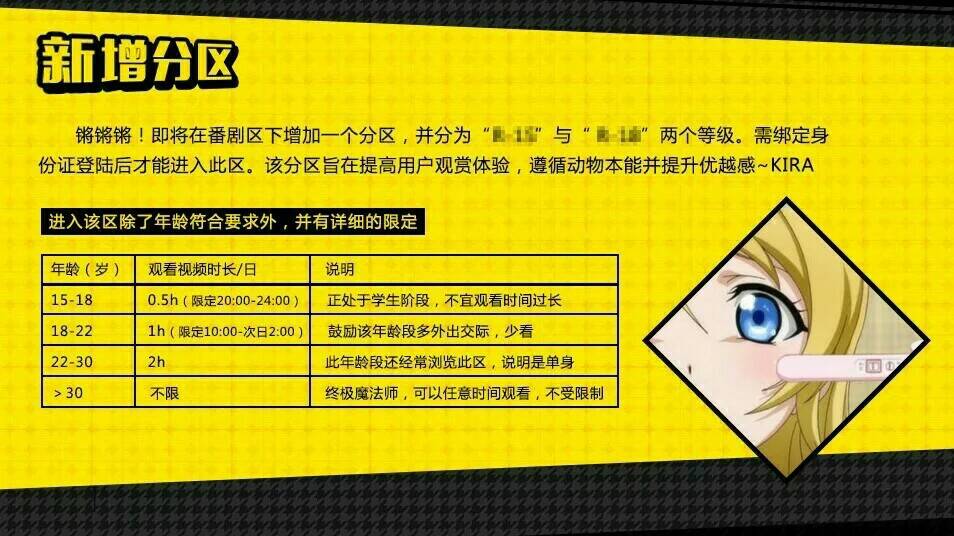 新增分区
锵锵锵！即将在番剧区下增加一个分区，并分为“R-15”与“R-18”两个等级。需绑定身
份证登陆后才能进入此区。该分区旨在提高用户观赏体验，遵循动物本能并提升优越感~KIRA
进入该区除了年龄符合要求外，并有详细的限定
年龄（岁） 观看视频时长/日 说明
15-18 0.5h（限定20:00-24:00） 正处于学生阶段，不宜观看时间过长
18-22 1h（限定10:00-次日2:00） 鼓励该年龄段多外出交际，少看
22-30 2h 此年龄段还经常浏览此区，说明是单身
＞30 不限 终极魔法师，可以任意时间观看，不受限制